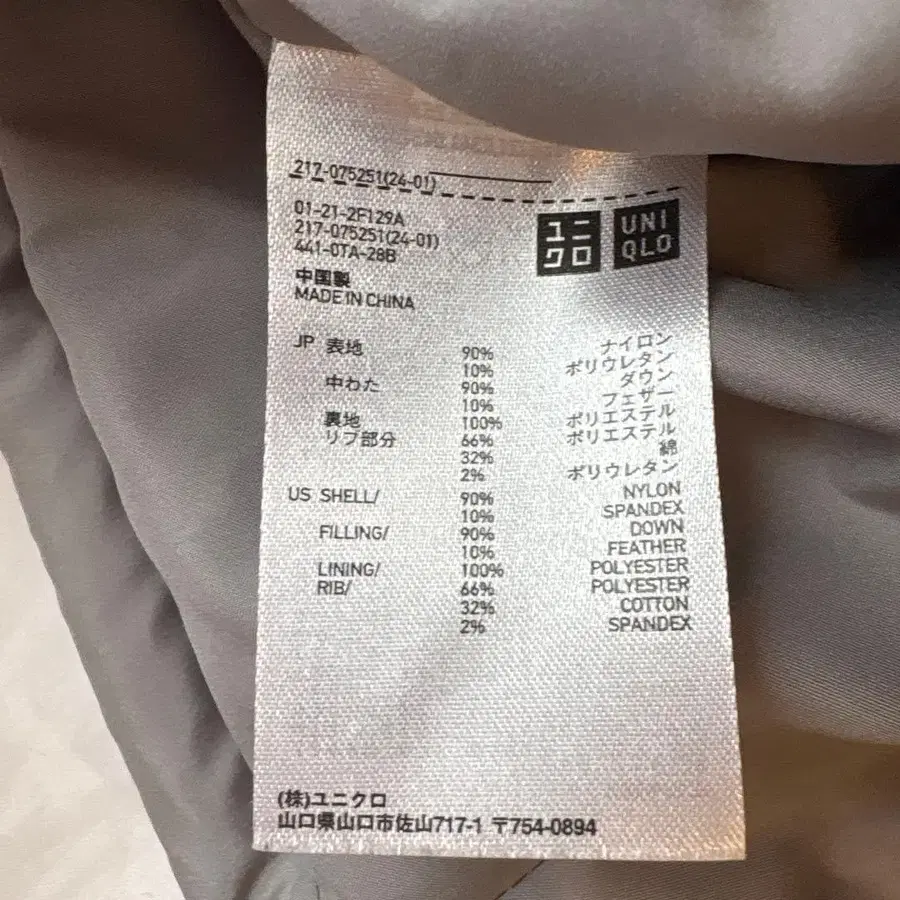 217-075251(24-01)
01-21-2F129A
217-075251(24-01)
441-0TA-28B
ユニクロ
UNIQLO
中国製
MADE IN CHINA
JP 表地 90% ナイロン
10% ポリウレタン
中わた 90% ダウン
10% フェザー
裏地 100% ポリエステル
リブ部分 66% ポリエステル
32% 綿
2% ポリウレタン
US SHELL/ 90% NYLON
10% SPANDEX
FILLING/ 90% DOWN
10% FEATHER
LINING/ 100% POLYESTER
RIB/ 66% POLYESTER
32% COTTON
2% SPANDEX
(株)ユニクロ
山口県山口市佐山717-1 〒754-0894